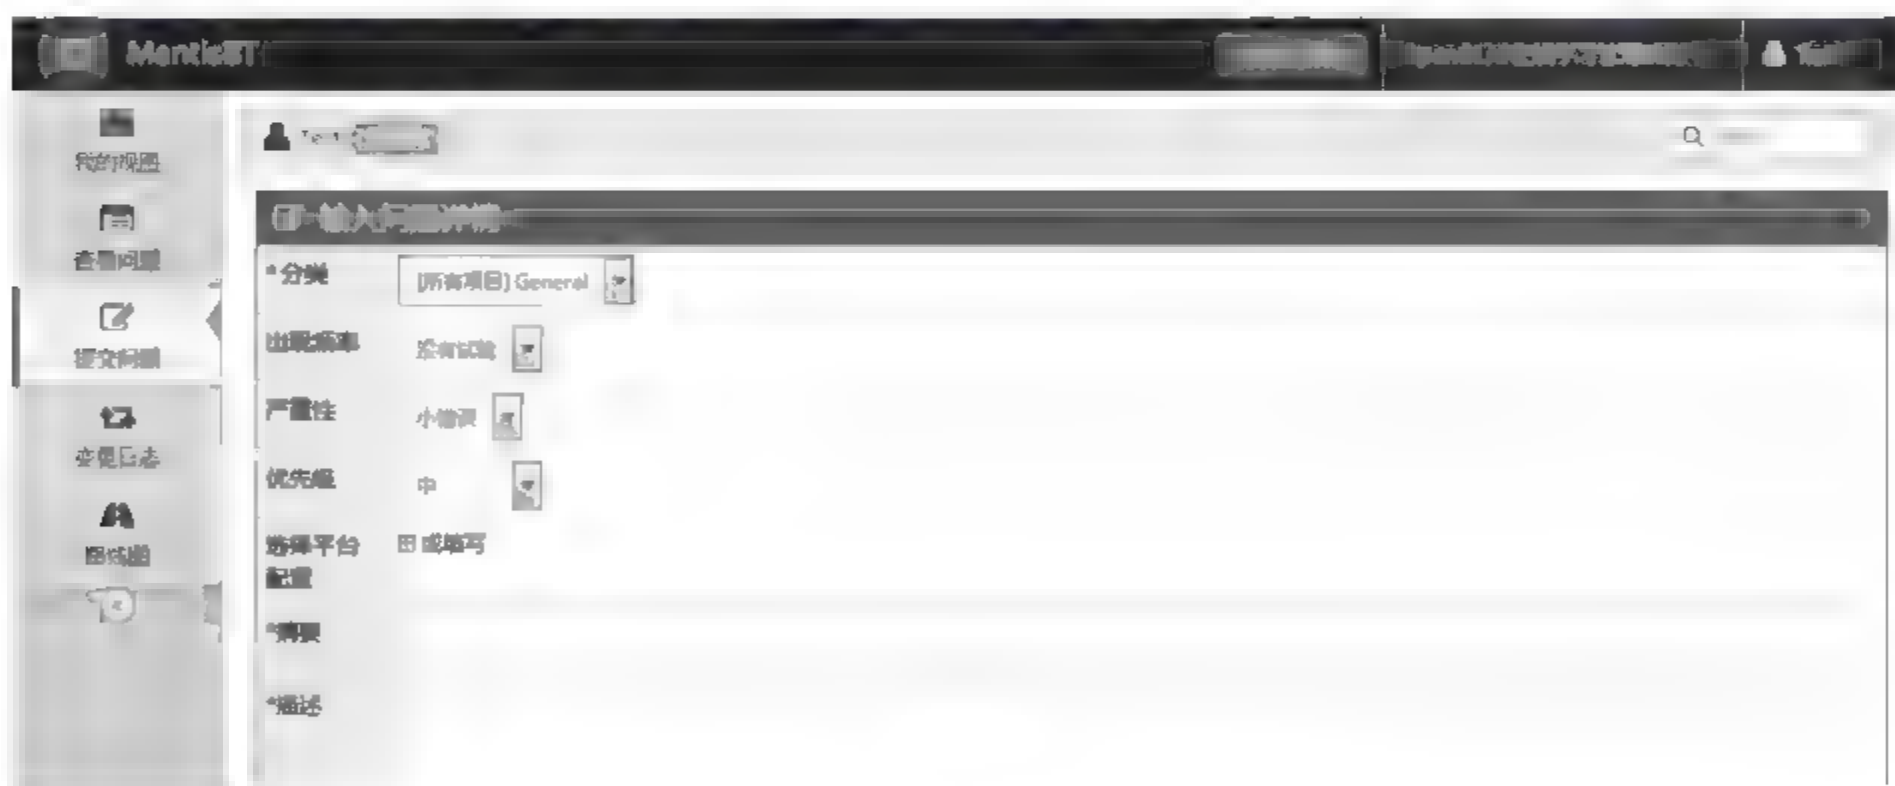 MantisBT
我的视图
查看问题
提交问题
变更日志
路线图
输入问题详情
*分类
[所有项目] General
出现频率
没有试验
严重性
小错误
优先级
中
选择平台
配置
或填写
*摘要
*描述